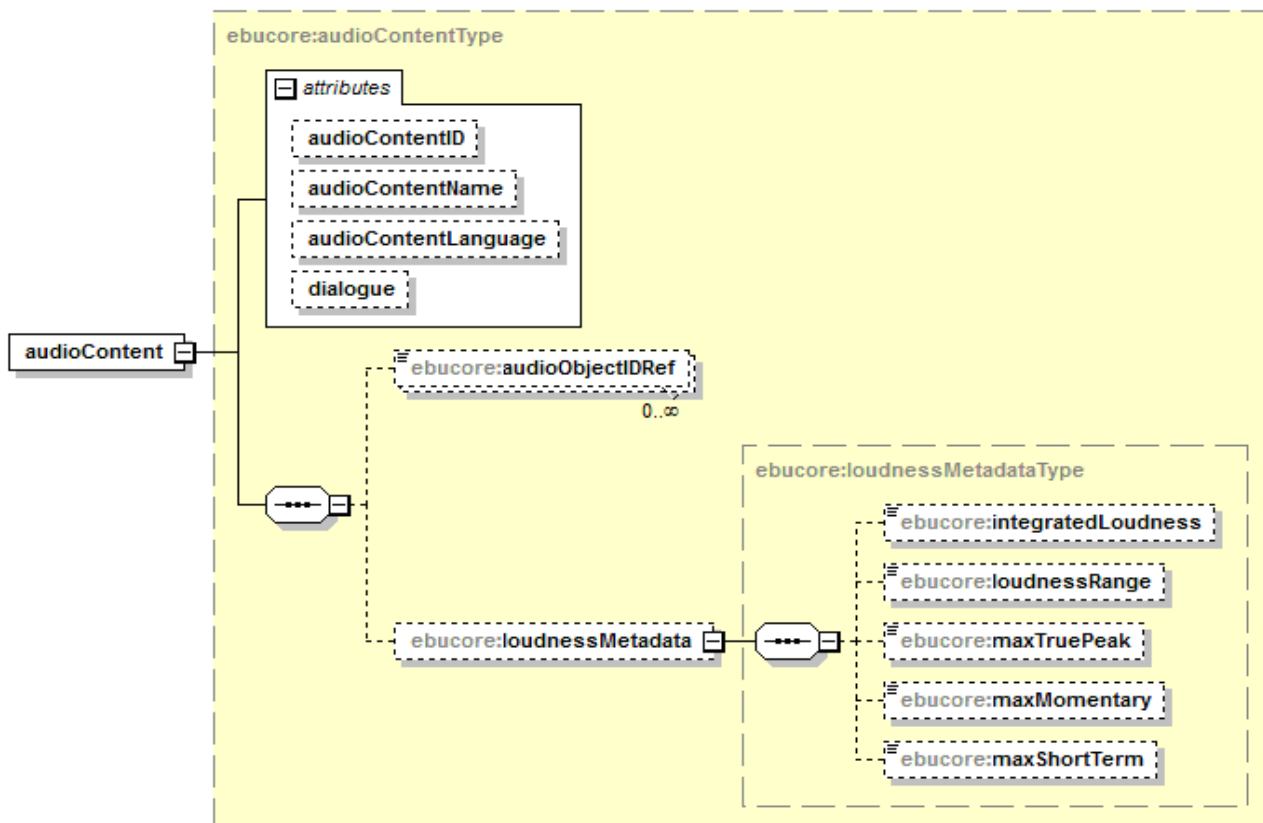 ebucore:audioContentType
attributes
audioContentID
audioContentName
audioContentLanguage
dialogue
audioContent
ebucore:audioObjectIDRef
0..∞
ebucore:loudnessMetadataType
ebucore:integratedLoudness
ebucore:loudnessRange
ebucore:maxTruePeak
ebucore:loudnessMetadata
ebucore:maxMomentary
ebucore:maxShortTerm